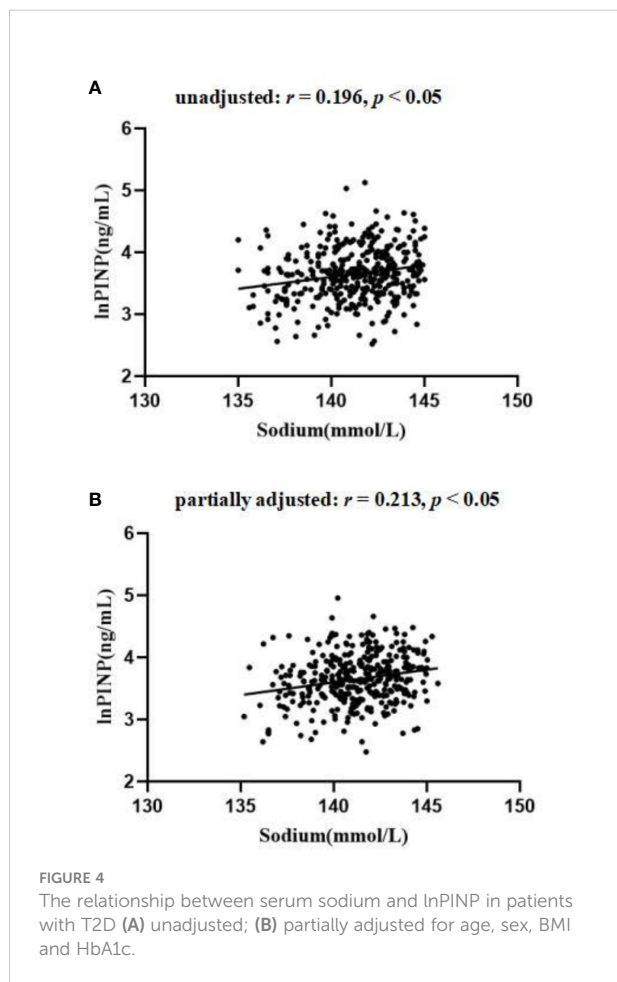 A
unadjusted: r = 0.196, p < 0.05
6
5
4
3
2
lnPINP(ng/mL)
130 135 140 145 150
Sodium(mmol/L)
B
partially adjusted: r = 0.213, p < 0.05
6
5
4
3
2
lnPINP(ng/mL)
130 135 140 145 150
Sodium(mmol/L)
FIGURE 4
The relationship between serum sodium and lnPINP in patients
with T2D (A) unadjusted; (B) partially adjusted for age, sex, BMI
and HbA1c.